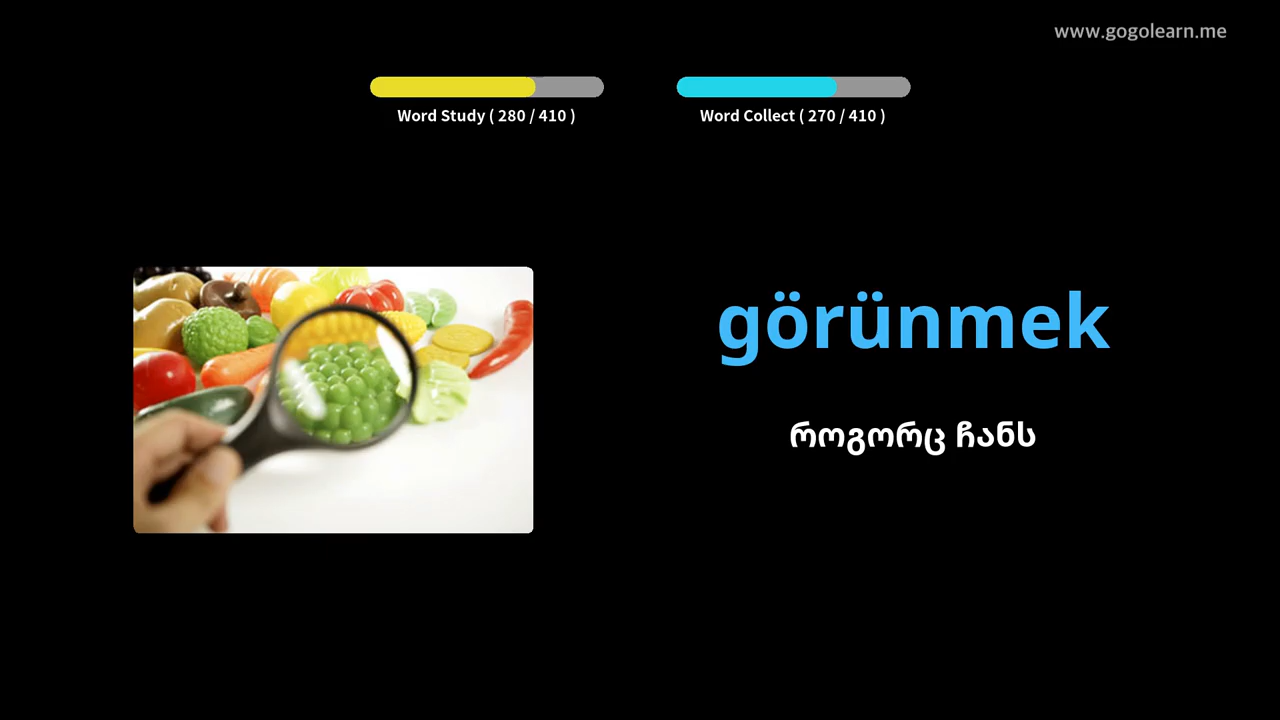 www.gogolearn.me
Word Study ( 280 / 410 )
Word Collect ( 270 / 410 )
görünmek
როგორც ჩანს